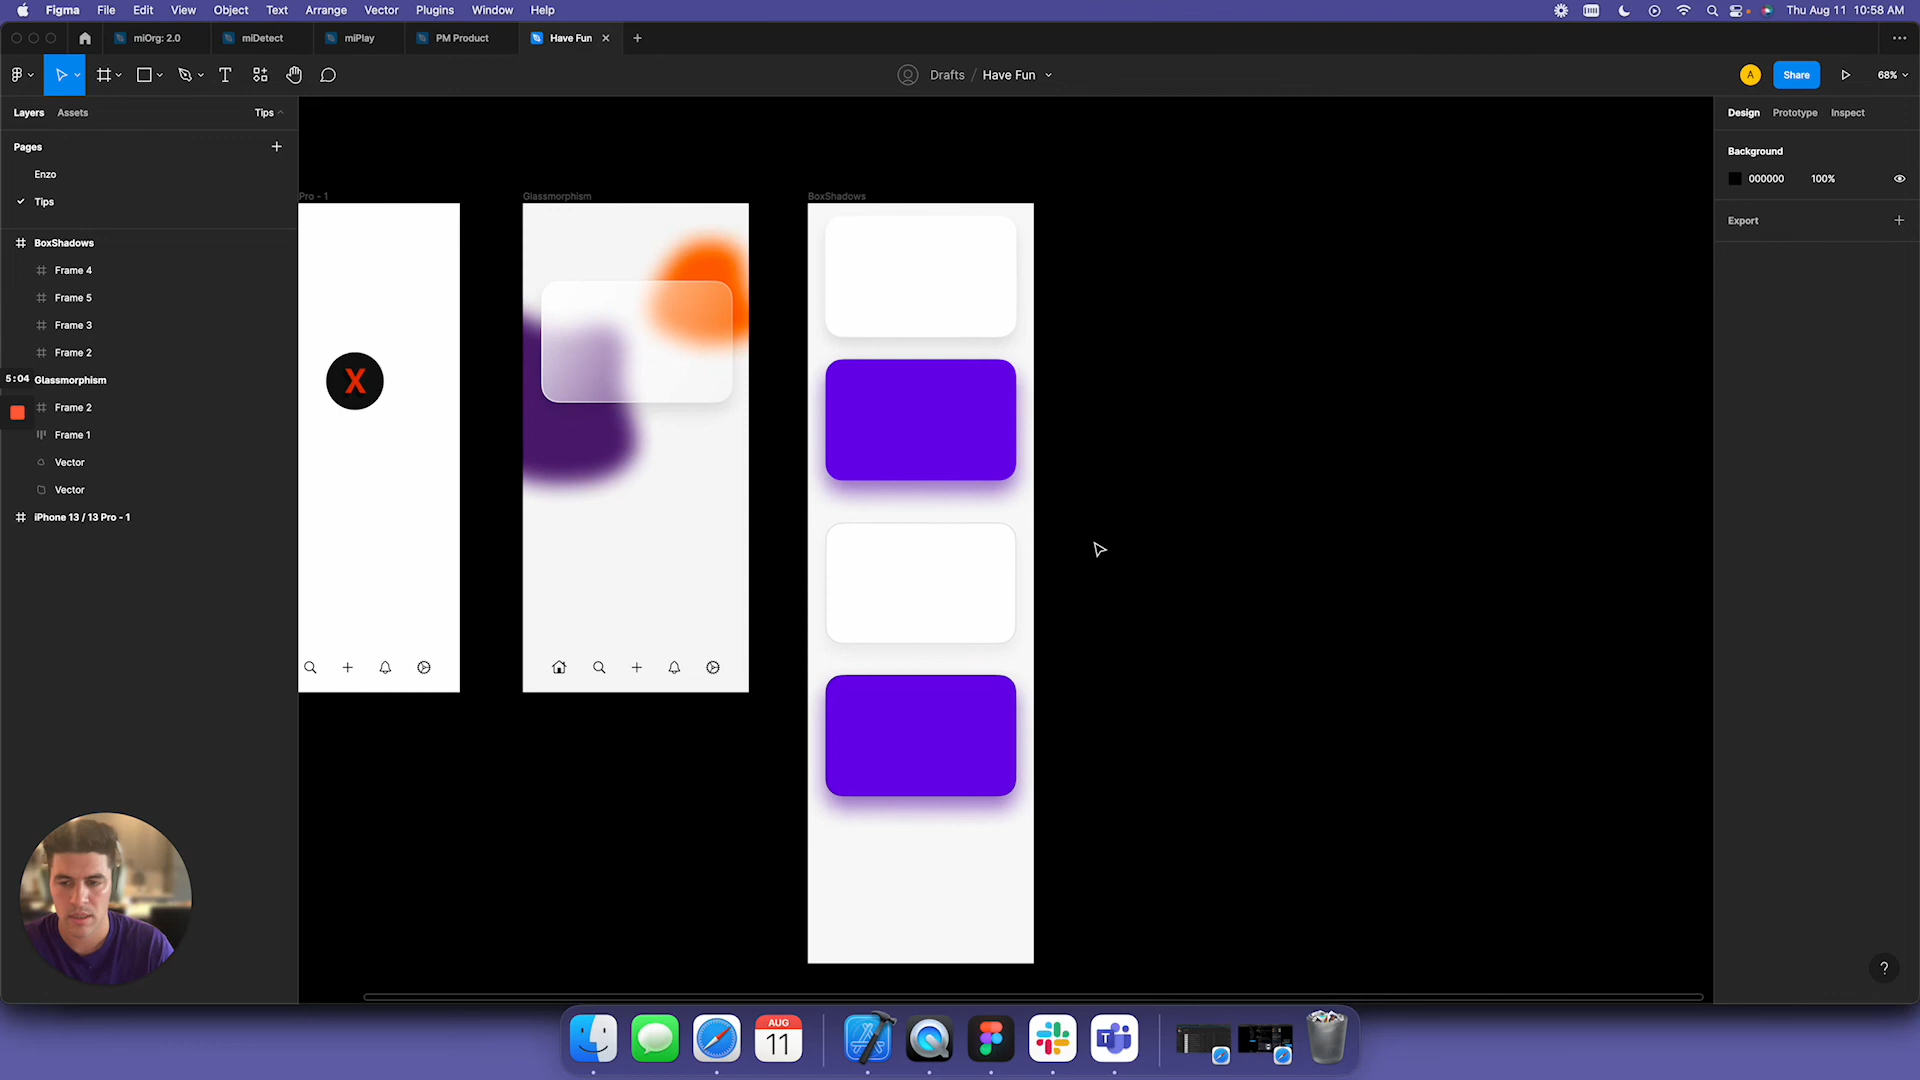 Figma File Edit View Object Text Arrange Vector Plugins Window Help Thu Aug 11 10:58 AM
miOrg: 2.0 miDetect miPlay PM Product Have Fun
Drafts / Have Fun A Share 68%
Layers Assets Tips Design Prototype Inspect
Pages
Enzo
Tips
BoxShadows
Frame 4
Frame 5
Frame 3
Frame 2
Glassmorphism
Frame 2
Frame 1
Vector
Vector
iPhone 13 / 13 Pro - 1
5:04
Pro - 1
X
Glassmorphism
BoxShadows
Background
000000 100%
Export
?
AUG
11